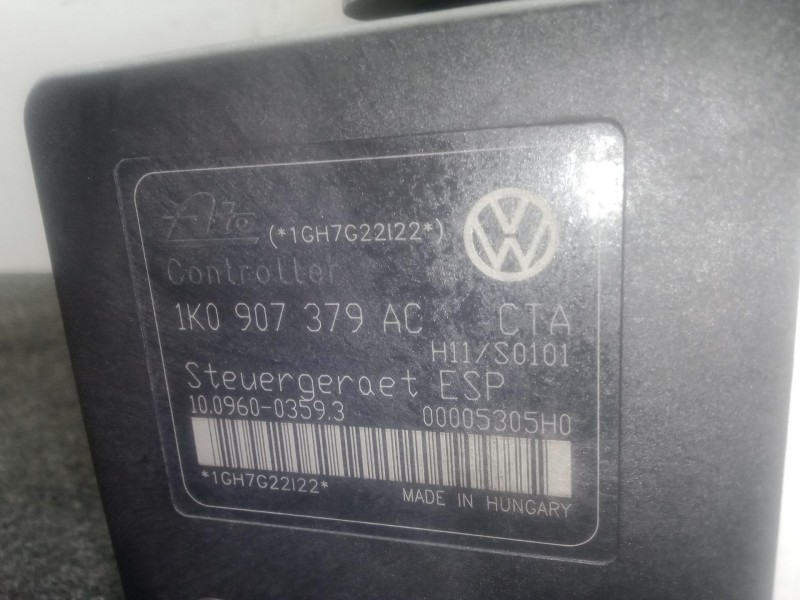 Ate (*1GH7G22I22*)
Controller
1K0 907 379 AC CTA
H11/S0101
Steuergeraet ESP
10.0960-0359.3 00005305H0
*1GH7G22I22* MADE IN HUNGARY